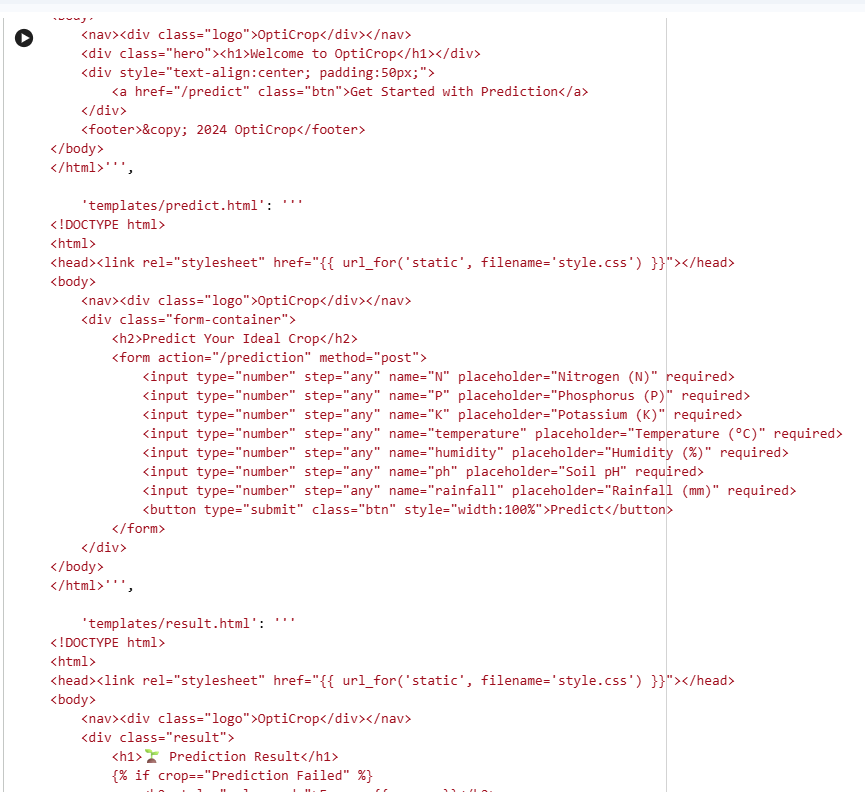 <body>
    <nav><div class="logo">OptiCrop</div></nav>
    <div class="hero"><h1>Welcome to OptiCrop</h1></div>
    <div style="text-align:center; padding:50px;">
        <a href="/predict" class="btn">Get Started with Prediction</a>
    </div>
    <footer>&copy; 2024 OptiCrop</footer>
</body>
</html>''',

    'templates/predict.html': '''
<!DOCTYPE html>
<html>
<head><link rel="stylesheet" href="{{ url_for('static', filename='style.css') }}"></head>
<body>
    <nav><div class="logo">OptiCrop</div></nav>
    <div class="form-container">
        <h2>Predict Your Ideal Crop</h2>
        <form action="/prediction" method="post">
            <input type="number" step="any" name="N" placeholder="Nitrogen (N)" required>
            <input type="number" step="any" name="P" placeholder="Phosphorus (P)" required>
            <input type="number" step="any" name="K" placeholder="Potassium (K)" required>
            <input type="number" step="any" name="temperature" placeholder="Temperature (°C)" required>
            <input type="number" step="any" name="humidity" placeholder="Humidity (%)" required>
            <input type="number" step="any" name="ph" placeholder="Soil pH" required>
            <input type="number" step="any" name="rainfall" placeholder="Rainfall (mm)" required>
            <button type="submit" class="btn" style="width:100%">Predict</button>
        </form>
    </div>
</body>
</html>''',

    'templates/result.html': '''
<!DOCTYPE html>
<html>
<head><link rel="stylesheet" href="{{ url_for('static', filename='style.css') }}"></head>
<body>
    <nav><div class="logo">OptiCrop</div></nav>
    <div class="result">
        <h1>🌱 Prediction Result</h1>
        {% if crop=="Prediction Failed" %}